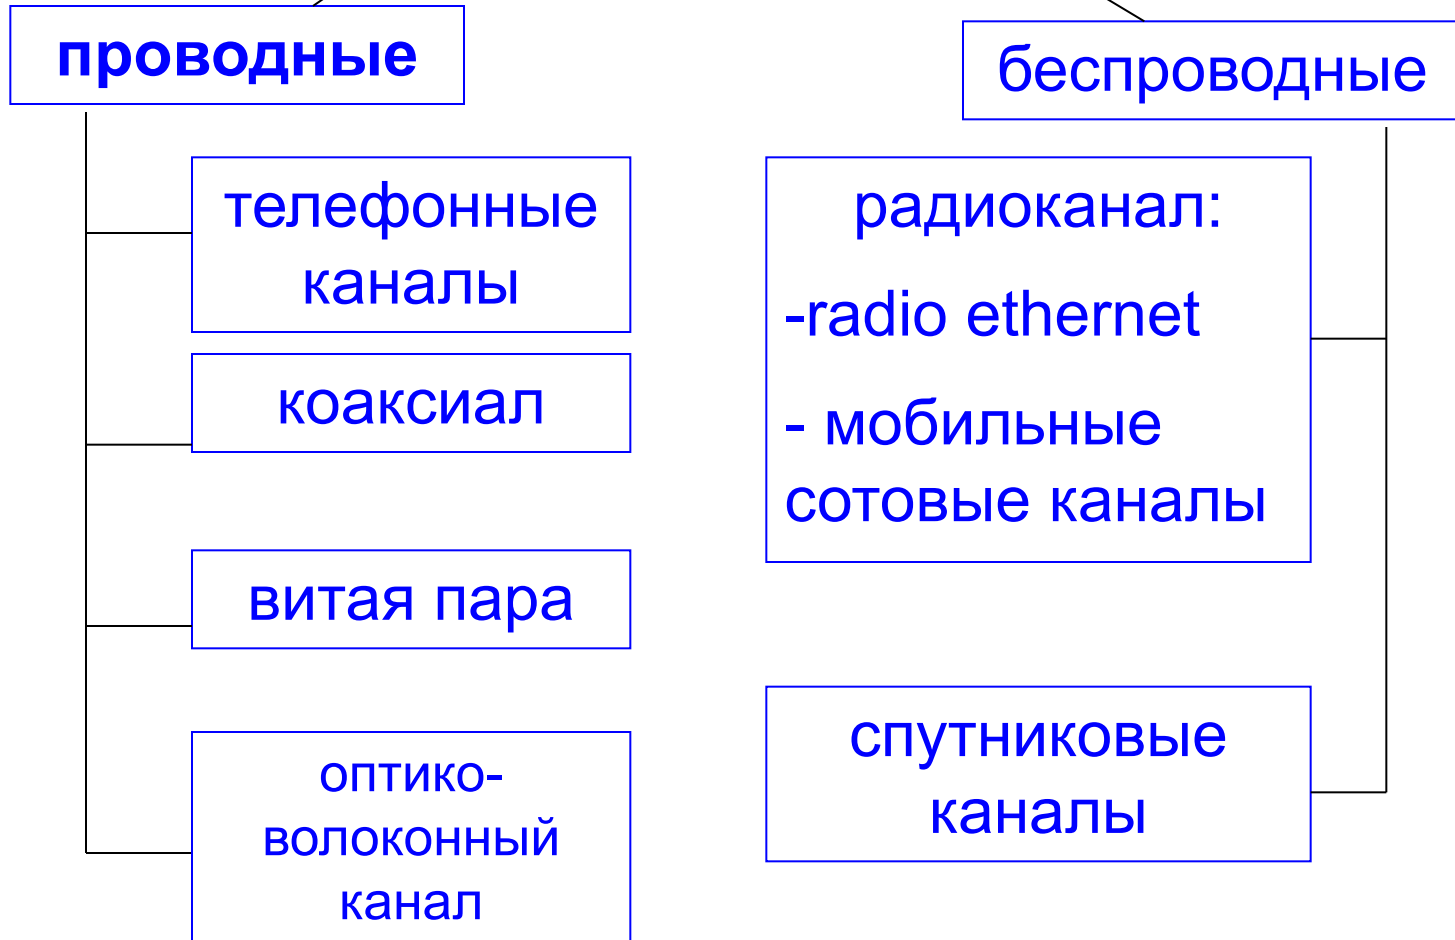 проводные
телефонные
каналы
коаксиал
витая пара
оптико-
волоконный
канал
беспроводные
радиоканал:
-radio ethernet
- мобильные
сотовые каналы
спутниковые
каналы